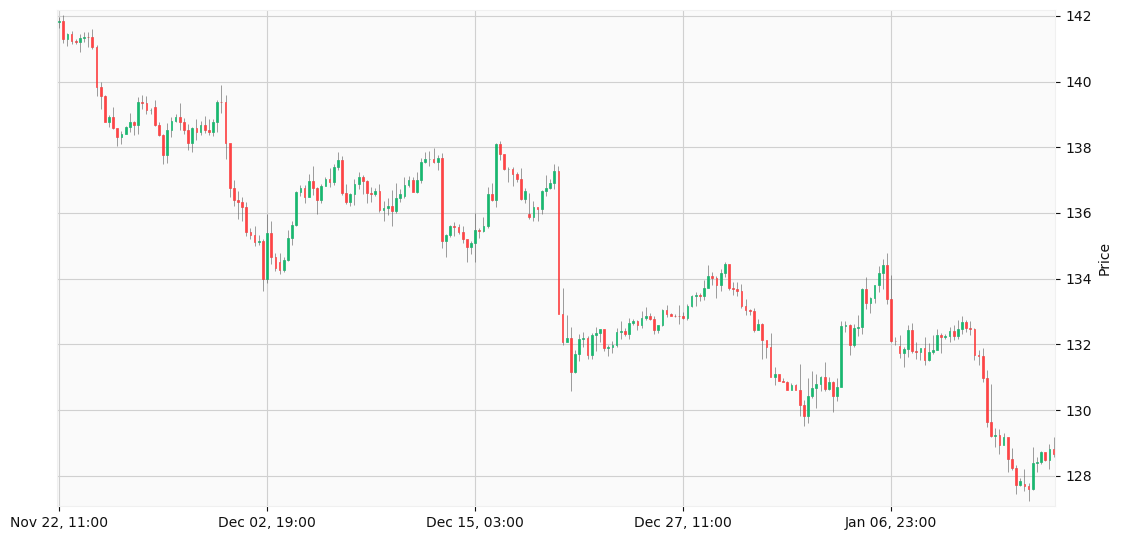 142
140
138
136
134
132
130
128
Price
Nov 22, 11:00
Dec 02, 19:00
Dec 15, 03:00
Dec 27, 11:00
Jan 06, 23:00